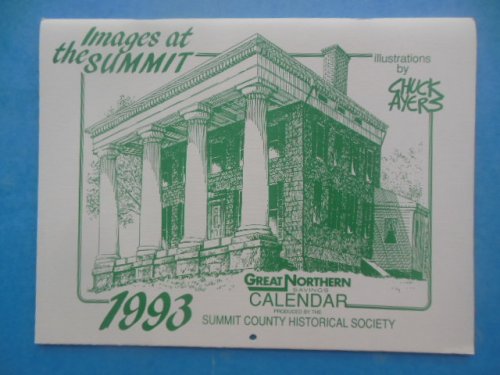 Images at
the SUMMIT
illustrations
by
CHUCK
AYERS
GREAT NORTHERN
SAVINGS
CALENDAR
PRODUCED BY THE
1993
SUMMIT COUNTY HISTORICAL SOCIETY